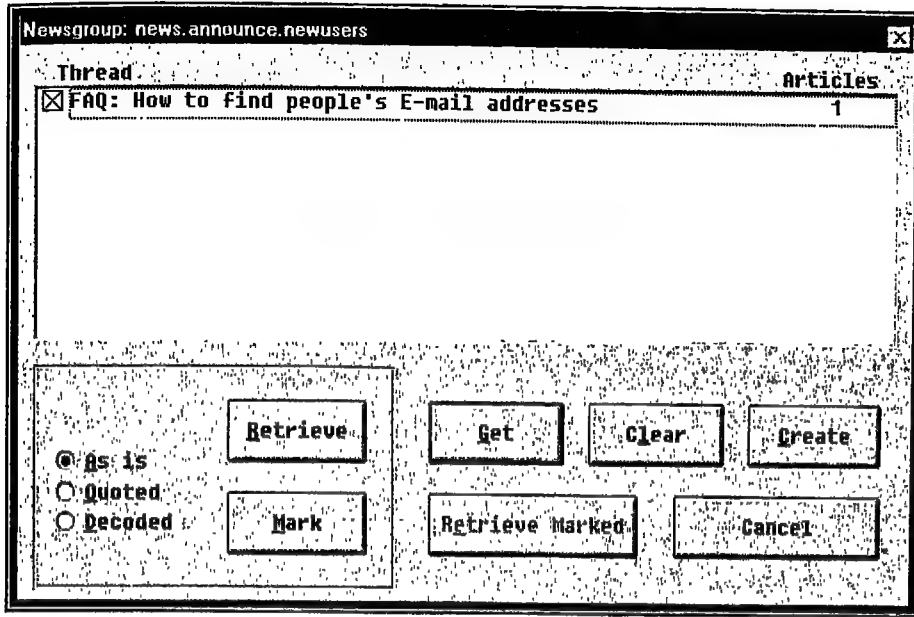 Newsgroup: news.announce.newusers
Thread Articles
FAQ: How to find people's E-mail addresses 1
Retrieve Get Clear Create
As is
Quoted
Decoded Mark Retrieve Marked Cancel